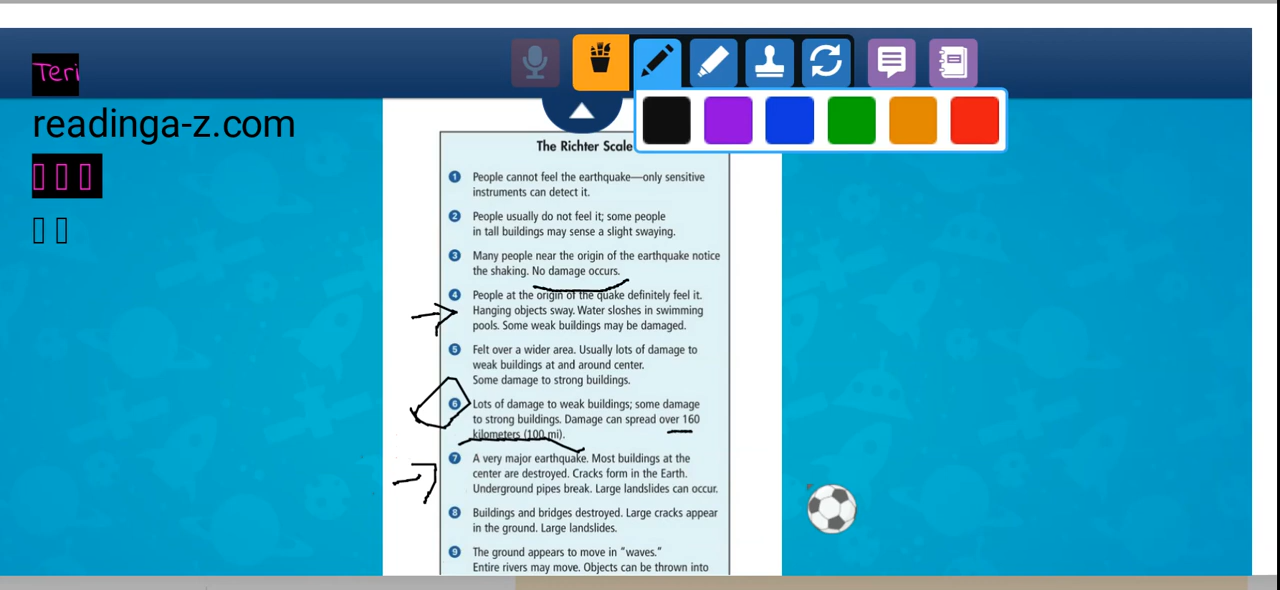 Teri
readinga-z.com
The Richter Scale
1 People cannot feel the earthquake—only sensitive
instruments can detect it.
2 People usually do not feel it; some people
in tall buildings may sense a slight swaying.
3 Many people near the origin of the earthquake notice
the shaking. No damage occurs.
4 People at the origin of the quake definitely feel it.
Hanging objects sway. Water sloshes in swimming
pools. Some weak buildings may be damaged.
5 Felt over a wider area. Usually lots of damage to
weak buildings at and around center.
Some damage to strong buildings.
6 Lots of damage to weak buildings; some damage
to strong buildings. Damage can spread over 160
kilometers (100 mi).
7 A very major earthquake. Most buildings at the
center are destroyed. Cracks form in the Earth.
Underground pipes break. Large landslides can occur.
8 Buildings and bridges destroyed. Large cracks appear
in the ground. Large landslides.
9 The ground appears to move in “waves.”
Entire rivers may move. Objects can be thrown into